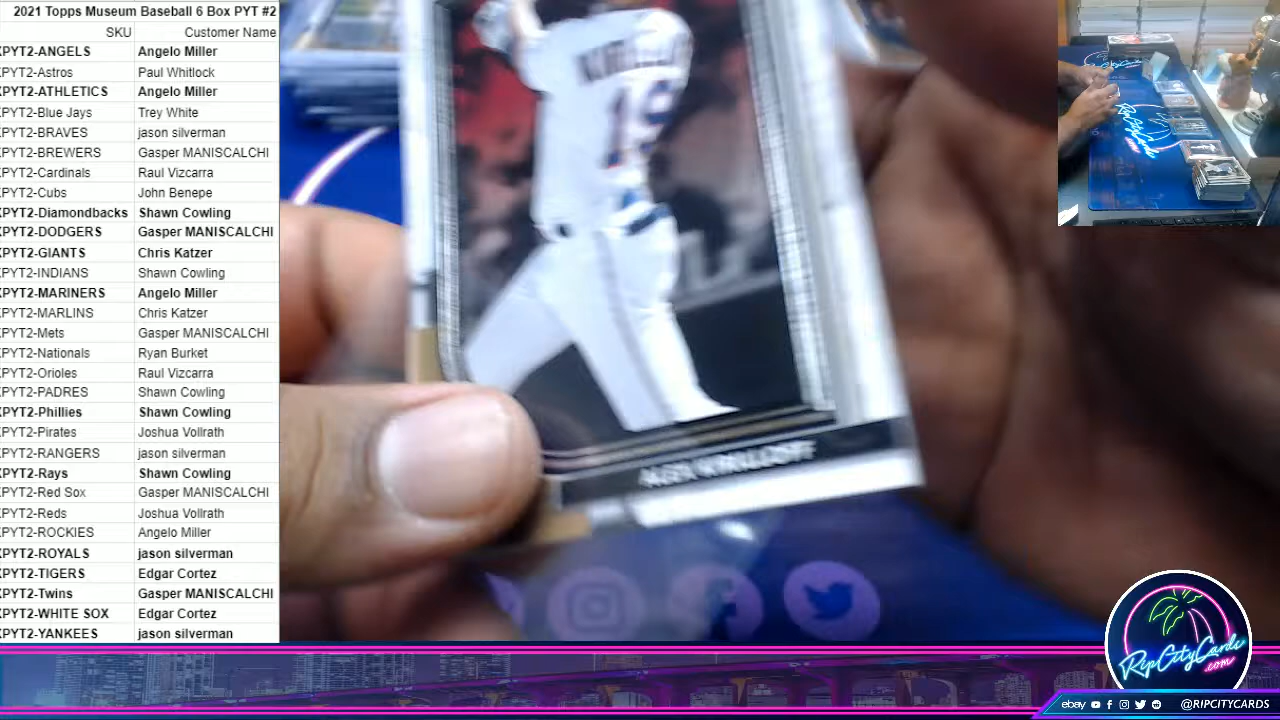 2021 Topps Museum Baseball 6 Box PYT #2
SKU Customer Name
PYT2-ANGELS Angelo Miller
PYT2-Astros Paul Whitlock
PYT2-ATHLETICS Angelo Miller
PYT2-Blue Jays Trey White
PYT2-BRAVES jason silverman
PYT2-BREWERS Gasper MANISCALCHI
PYT2-Cardinals Raul Vizcarra
PYT2-Cubs John Benepe
PYT2-Diamondbacks Shawn Cowling
PYT2-DODGERS Gasper MANISCALCHI
PYT2-GIANTS Chris Katzer
PYT2-INDIANS Shawn Cowling
PYT2-MARINERS Angelo Miller
PYT2-MARLINS Chris Katzer
PYT2-Mets Gasper MANISCALCHI
PYT2-Nationals Ryan Burket
PYT2-Orioles Raul Vizcarra
PYT2-PADRES Shawn Cowling
PYT2-Phillies Shawn Cowling
PYT2-Pirates Joshua Vollrath
PYT2-RANGERS jason silverman
PYT2-Rays Shawn Cowling
PYT2-Red Sox Gasper MANISCALCHI
PYT2-Reds Joshua Vollrath
PYT2-ROCKIES Angelo Miller
PYT2-ROYALS jason silverman
PYT2-TIGERS Edgar Cortez
PYT2-Twins Gasper MANISCALCHI
PYT2-WHITE SOX Edgar Cortez
PYT2-YANKEES jason silverman
ALEX KIRILLOFF
RipCityCards
.com
ebay @RIPCITYCARDS